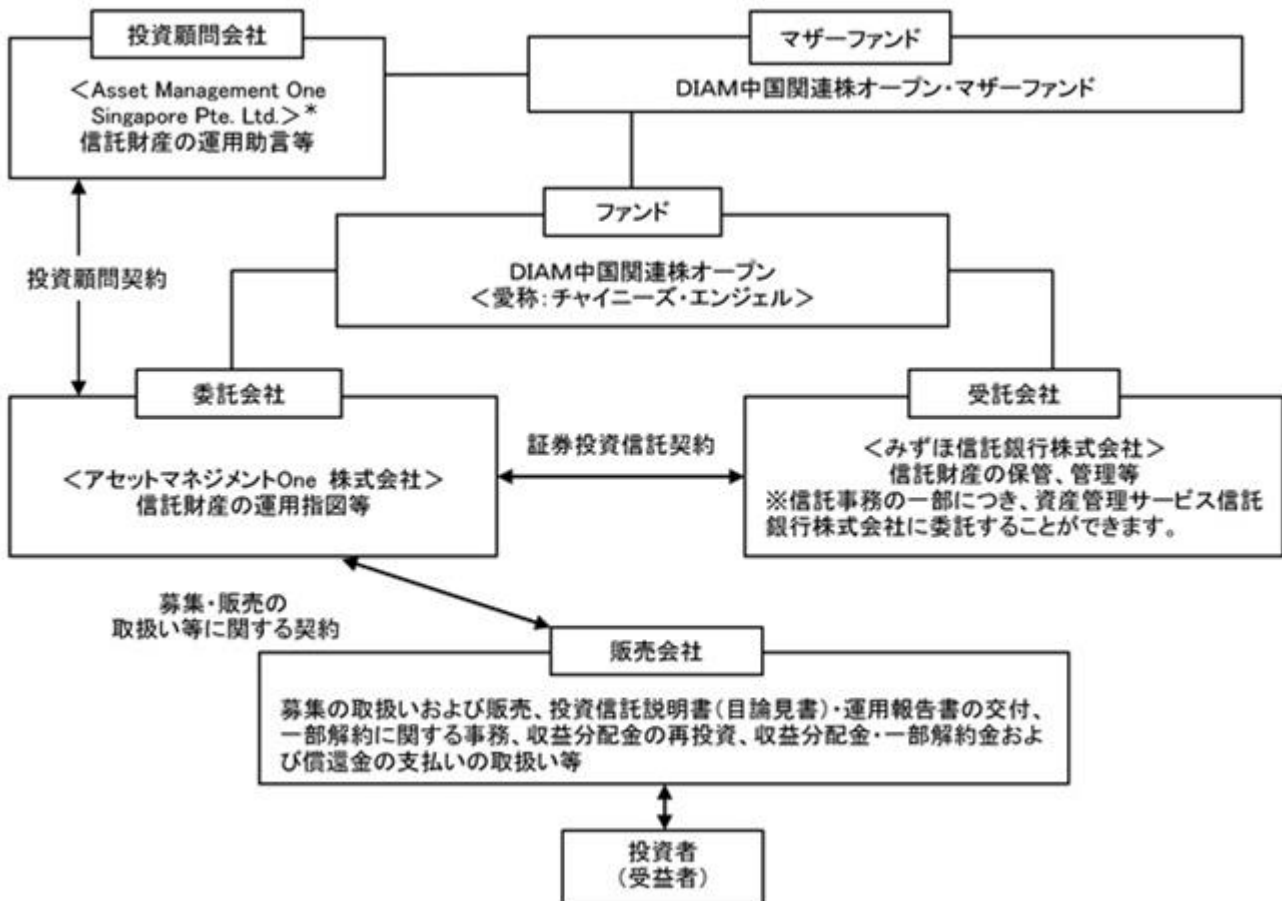 投資顧問会社
＜Asset Management One
Singapore Pte. Ltd.＞*
信託財産の運用助言等
マザーファンド
DIAM中国関連株オープン・マザーファンド
ファンド
DIAM中国関連株オープン
＜愛称：チャイニーズ・エンジェル＞
投資顧問契約
委託会社
＜アセットマネジメントOne 株式会社＞
信託財産の運用指図等
証券投資信託契約
受託会社
＜みずほ信託銀行株式会社＞
信託財産の保管、管理等
※信託事務の一部につき、資産管理サービス信託
銀行株式会社に委託することができます。
募集・販売の
取扱い等に関する契約
販売会社
募集の取扱いおよび販売、投資信託説明書（目論見書）・運用報告書の交付、
一部解約に関する事務、収益分配金の再投資、収益分配金・一部解約金およ
び償還金の支払いの取扱い等
投資者
（受益者）